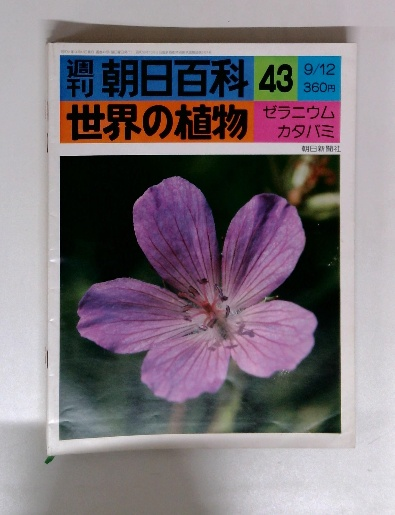 週刊 朝日百科 43 9/12 360円
世界の植物 ゼラニウム カタバミ
朝日新聞社